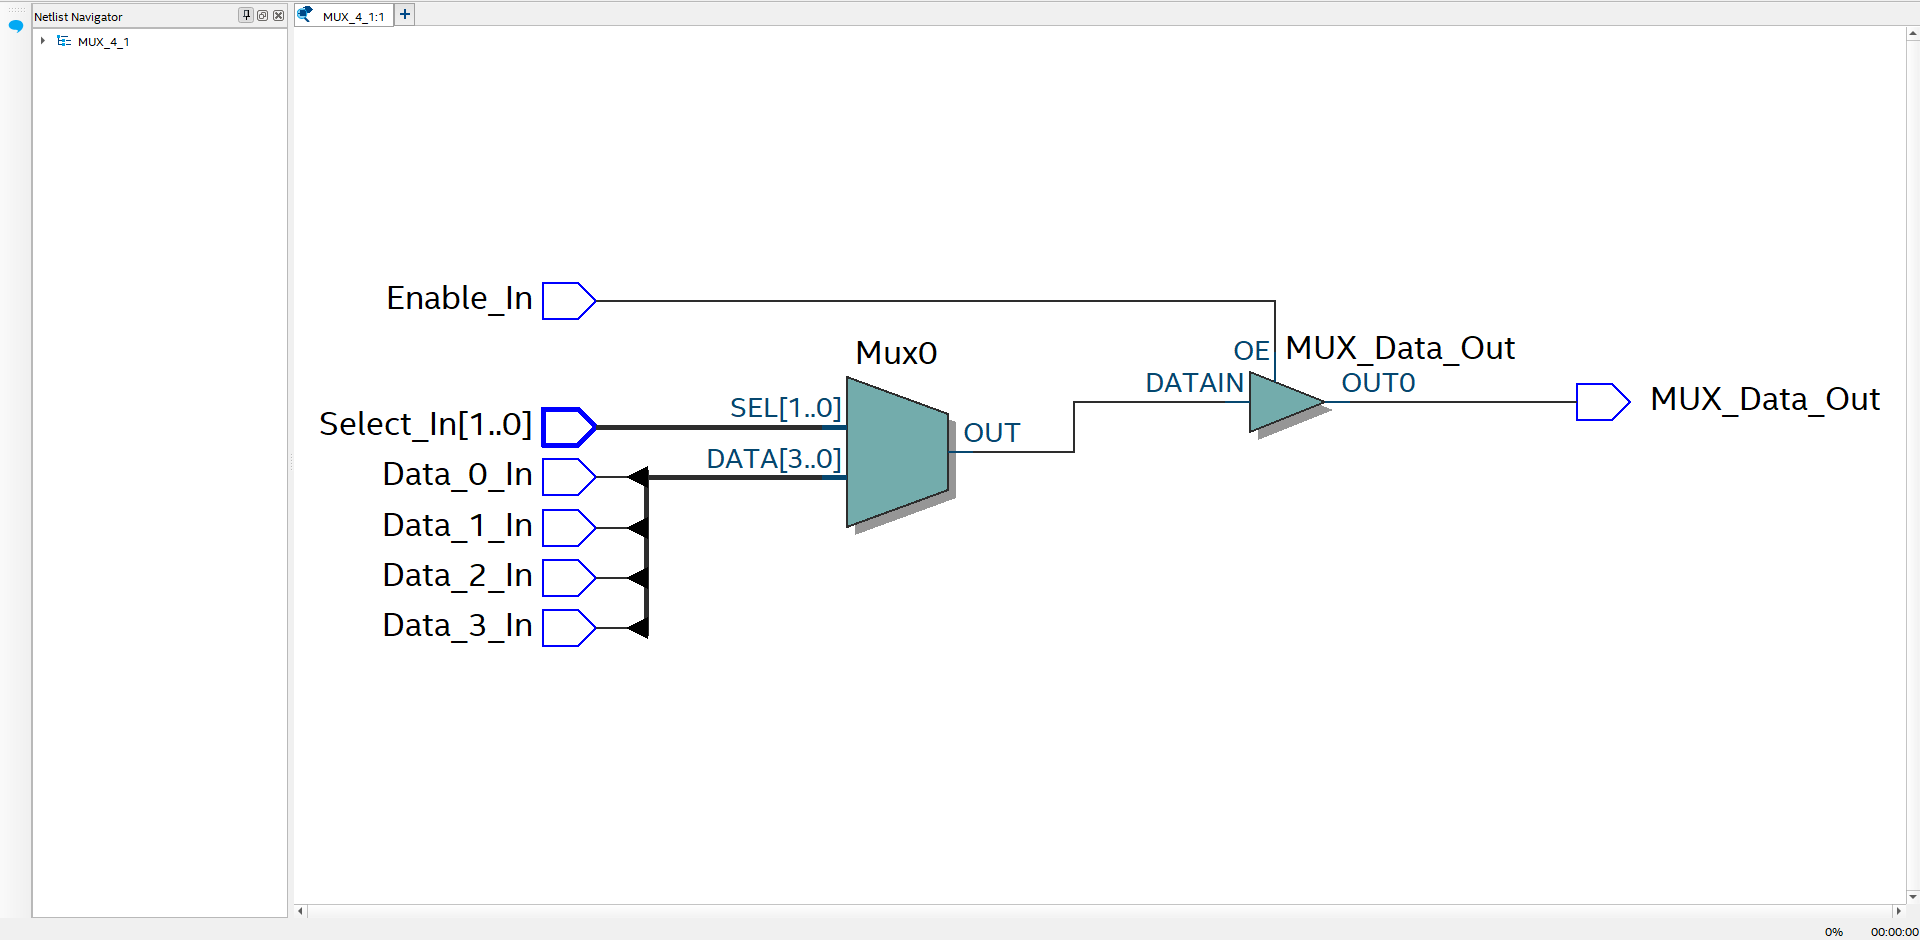 Netlist Navigator
MUX_4_1:1
MUX_4_1
Enable_In
Mux0
OE
MUX_Data_Out
DATAIN
OUT0
MUX_Data_Out
SEL[1..0]
Select_In[1..0]
OUT
DATA[3..0]
Data_0_In
Data_1_In
Data_2_In
Data_3_In
0%
00:00:00